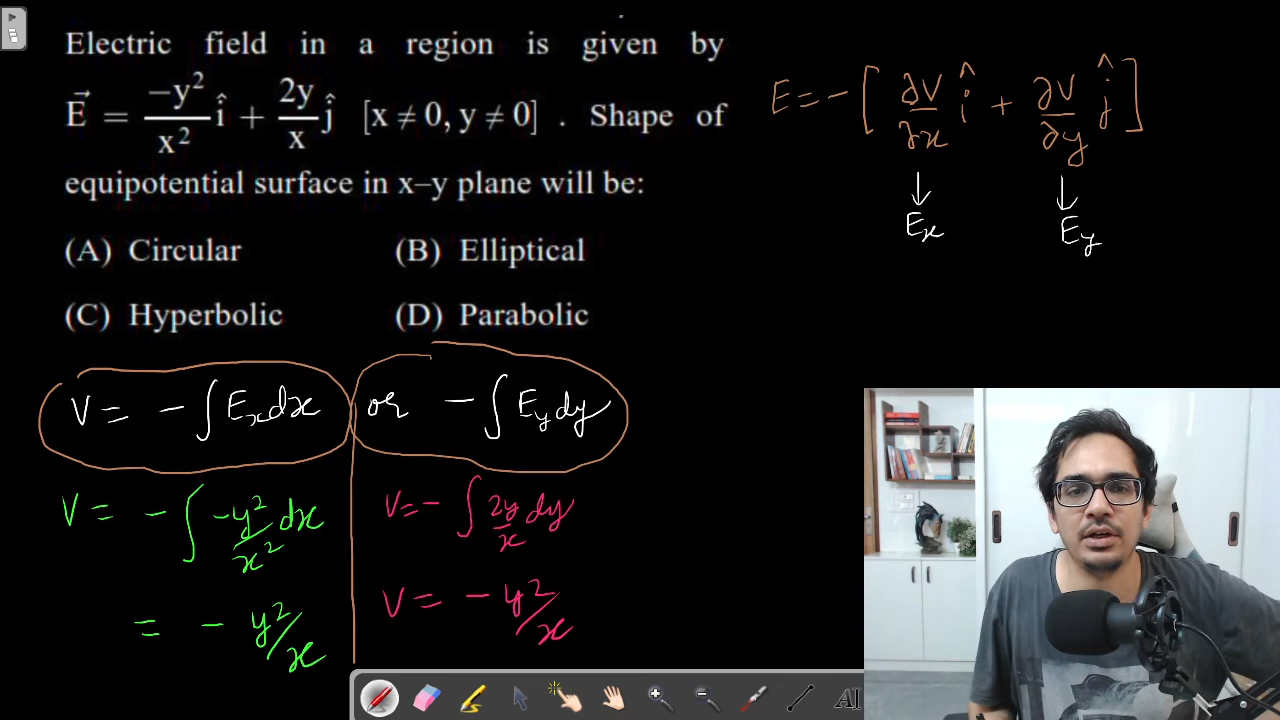 Electric field in a region is given by
E⃗ = −y²/x² î + 2y/x ĵ [x ≠ 0, y ≠ 0] . Shape of
equipotential surface in x–y plane will be:
(A) Circular (B) Elliptical
(C) Hyperbolic (D) Parabolic
E = − [ ∂V/∂x î + ∂V/∂y ĵ ]
↓ ↓
Ex Ey
V = − ∫ Ex dx or − ∫ Ey dy
V = − ∫ −y²/x² dx
= − y²/x
V = − ∫ 2y/x dy
V = − y²/x
AI